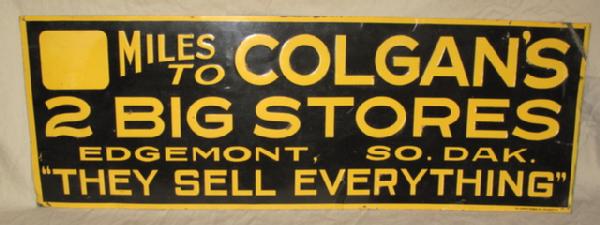 MILES TO COLGAN'S
2 BIG STORES
EDGEMONT, SO. DAK.
"THEY SELL EVERYTHING"